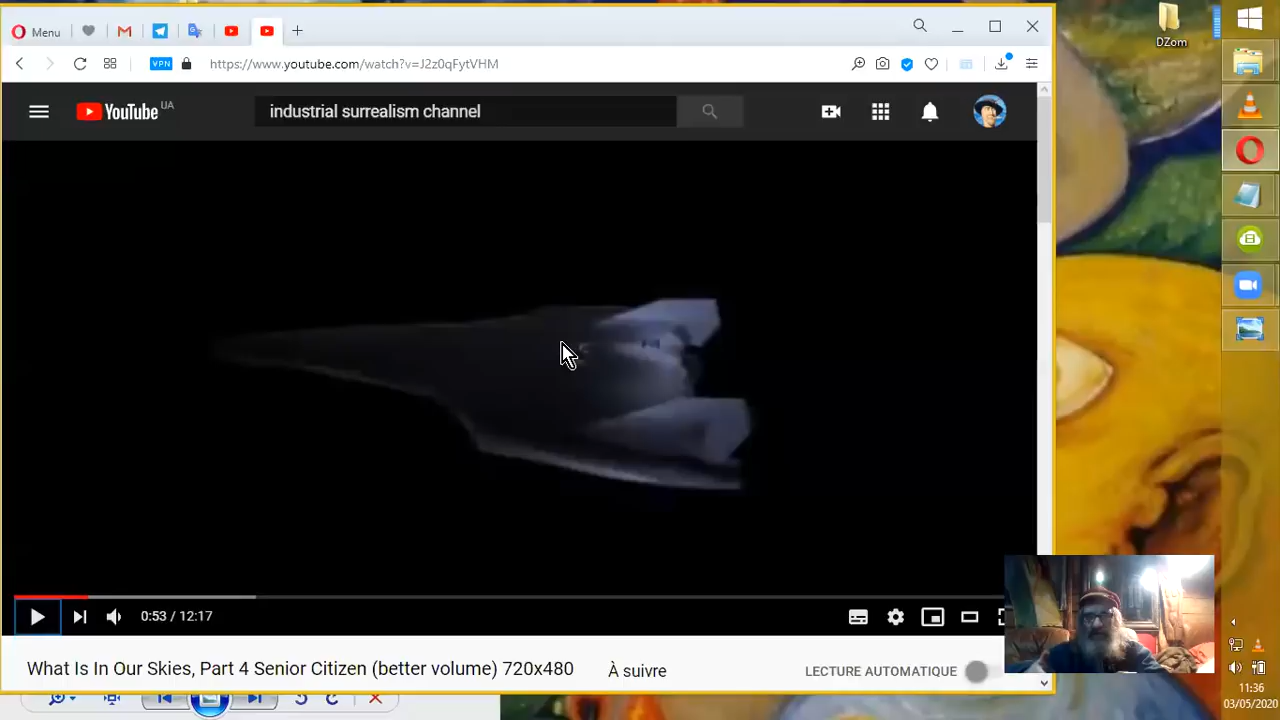 Menu
DZom
VPN
https://www.youtube.com/watch?v=J2z0qFytVHM
YouTube UA
industrial surrealism channel
0:53 / 12:17
What Is In Our Skies, Part 4 Senior Citizen (better volume) 720x480
À suivre
LECTURE AUTOMATIQUE
11:36
03/05/2020